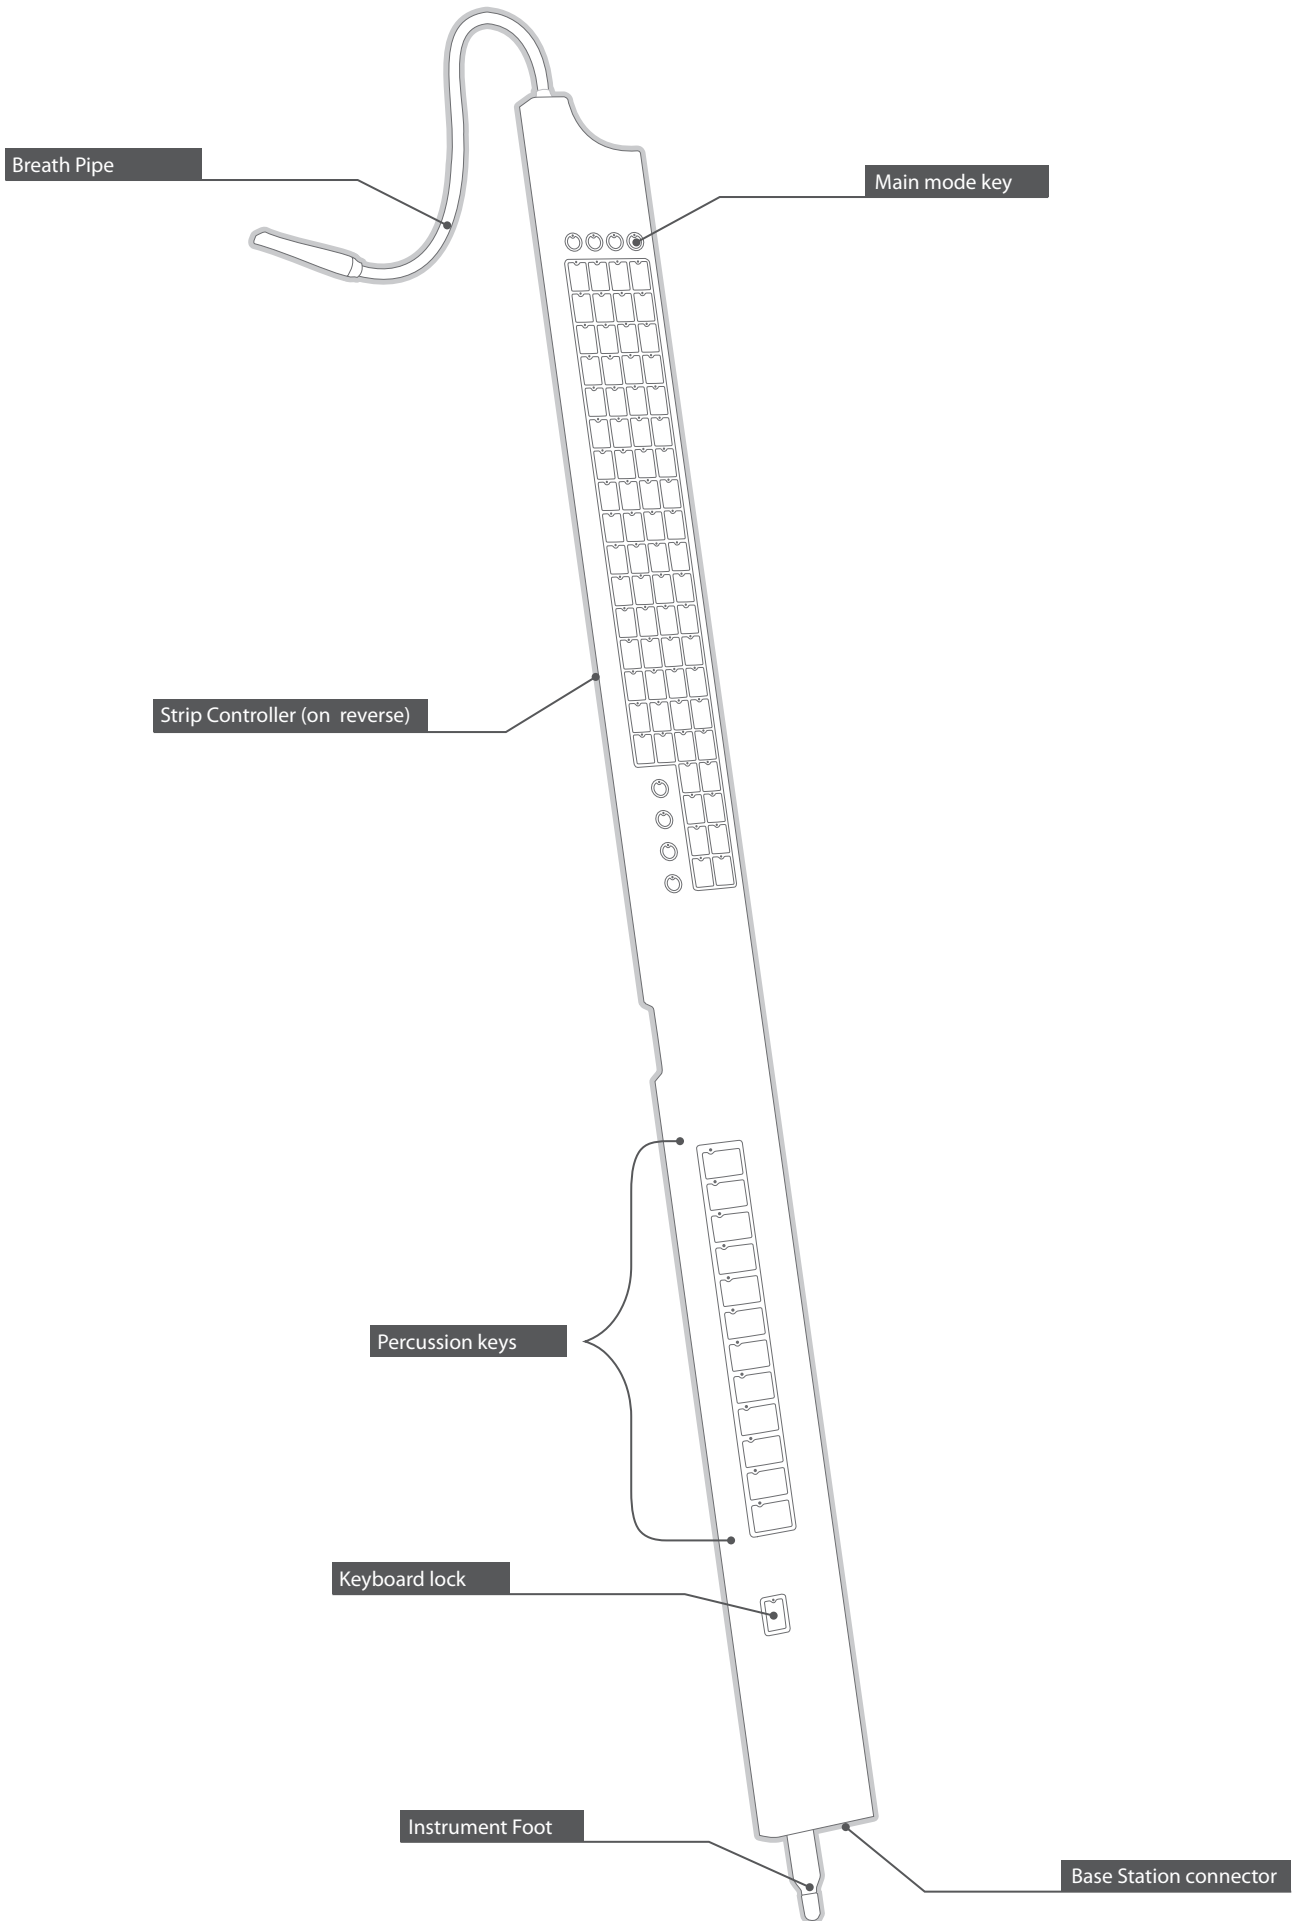 Breath Pipe
Main mode key
Strip Controller (on  reverse)
Percussion keys
Keyboard lock
Instrument Foot
Base Station connector